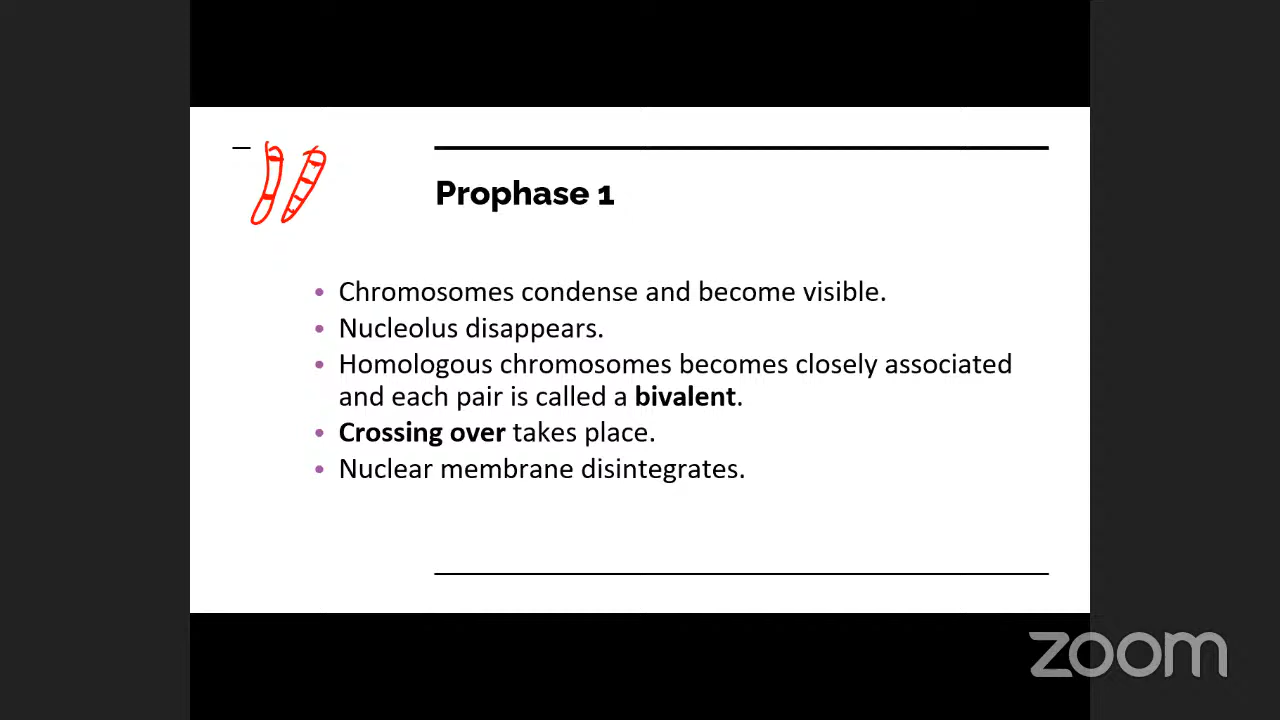 Prophase 1
• Chromosomes condense and become visible.
• Nucleolus disappears.
• Homologous chromosomes becomes closely associated
and each pair is called a bivalent.
• Crossing over takes place.
• Nuclear membrane disintegrates.
zoom